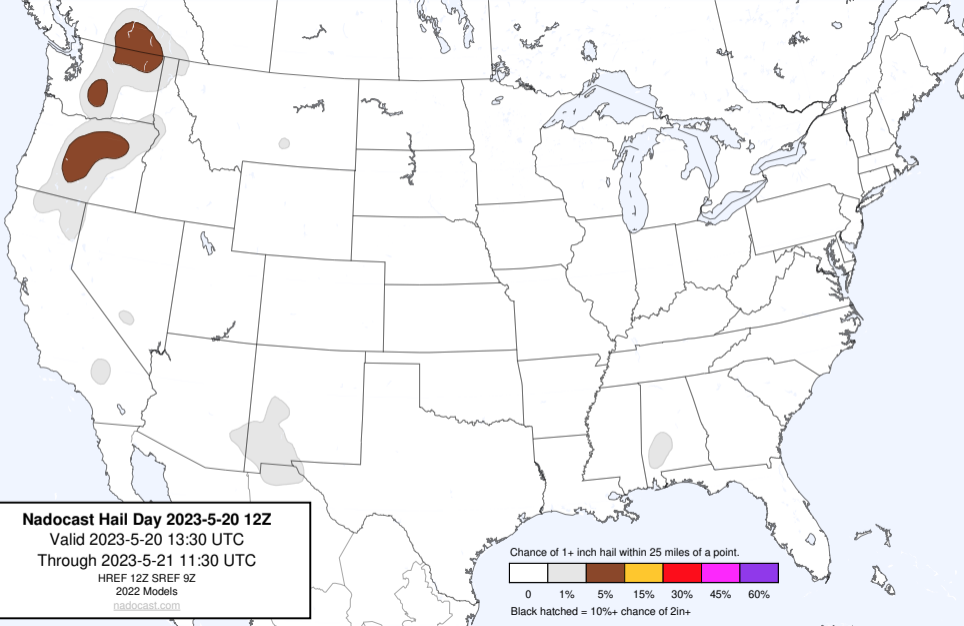 Nadocast Hail Day 2023-5-20 12Z
Valid 2023-5-20 13:30 UTC
Through 2023-5-21 11:30 UTC
HREF 12Z SREF 9Z
2022 Models
nadocast.com
Chance of 1+ inch hail within 25 miles of a point.
0 1% 5% 15% 30% 45% 60%
Black hatched = 10%+ chance of 2in+